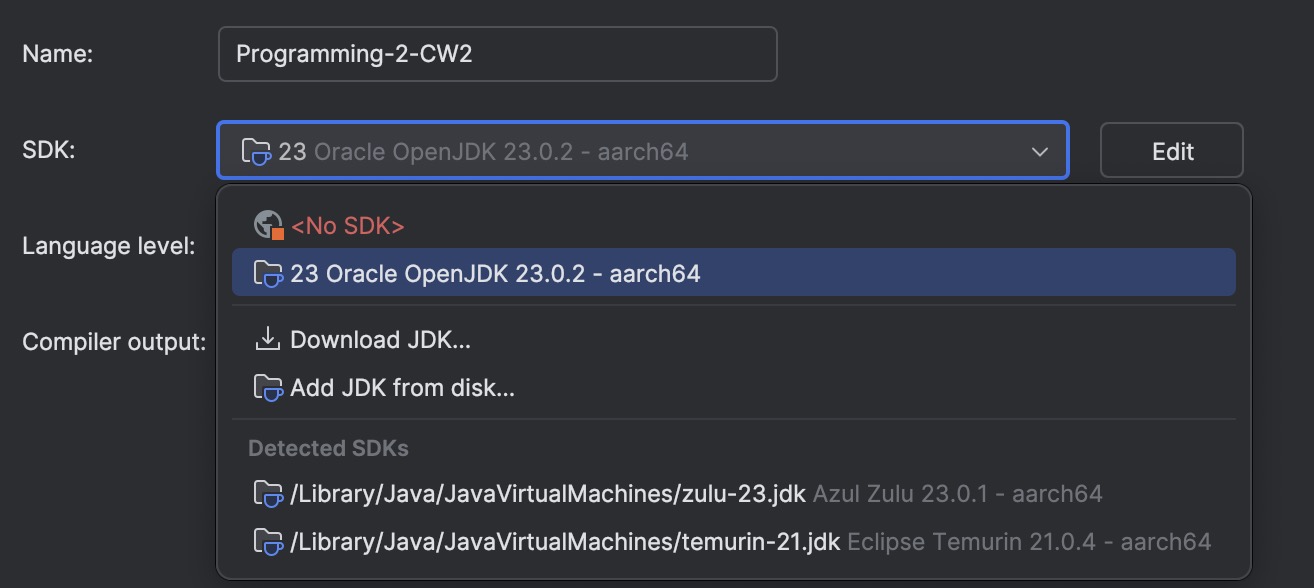 Name:
Programming-2-CW2
SDK:
23 Oracle OpenJDK 23.0.2 - aarch64
Edit
<No SDK>
Language level:
23 Oracle OpenJDK 23.0.2 - aarch64
Compiler output:
Download JDK...
Add JDK from disk...
Detected SDKs
/Library/Java/JavaVirtualMachines/zulu-23.jdk Azul Zulu 23.0.1 - aarch64
/Library/Java/JavaVirtualMachines/temurin-21.jdk Eclipse Temurin 21.0.4 - aarch64